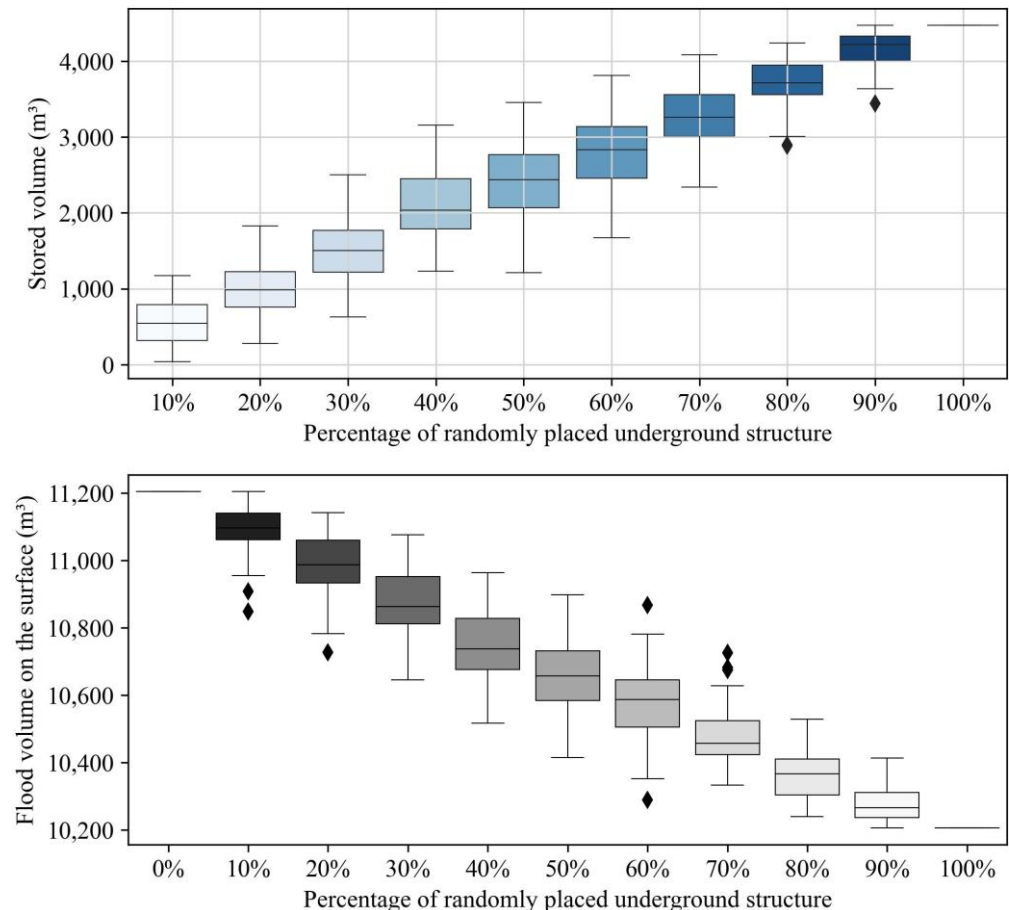 Stored volume (m³)
4,000
3,000
2,000
1,000
0
10% 20% 30% 40% 50% 60% 70% 80% 90% 100%
Percentage of randomly placed underground structure
Flood volume on the surface (m³)
11,200
11,000
10,800
10,600
10,400
10,200
0% 10% 20% 30% 40% 50% 60% 70% 80% 90% 100%
Percentage of randomly placed underground structure